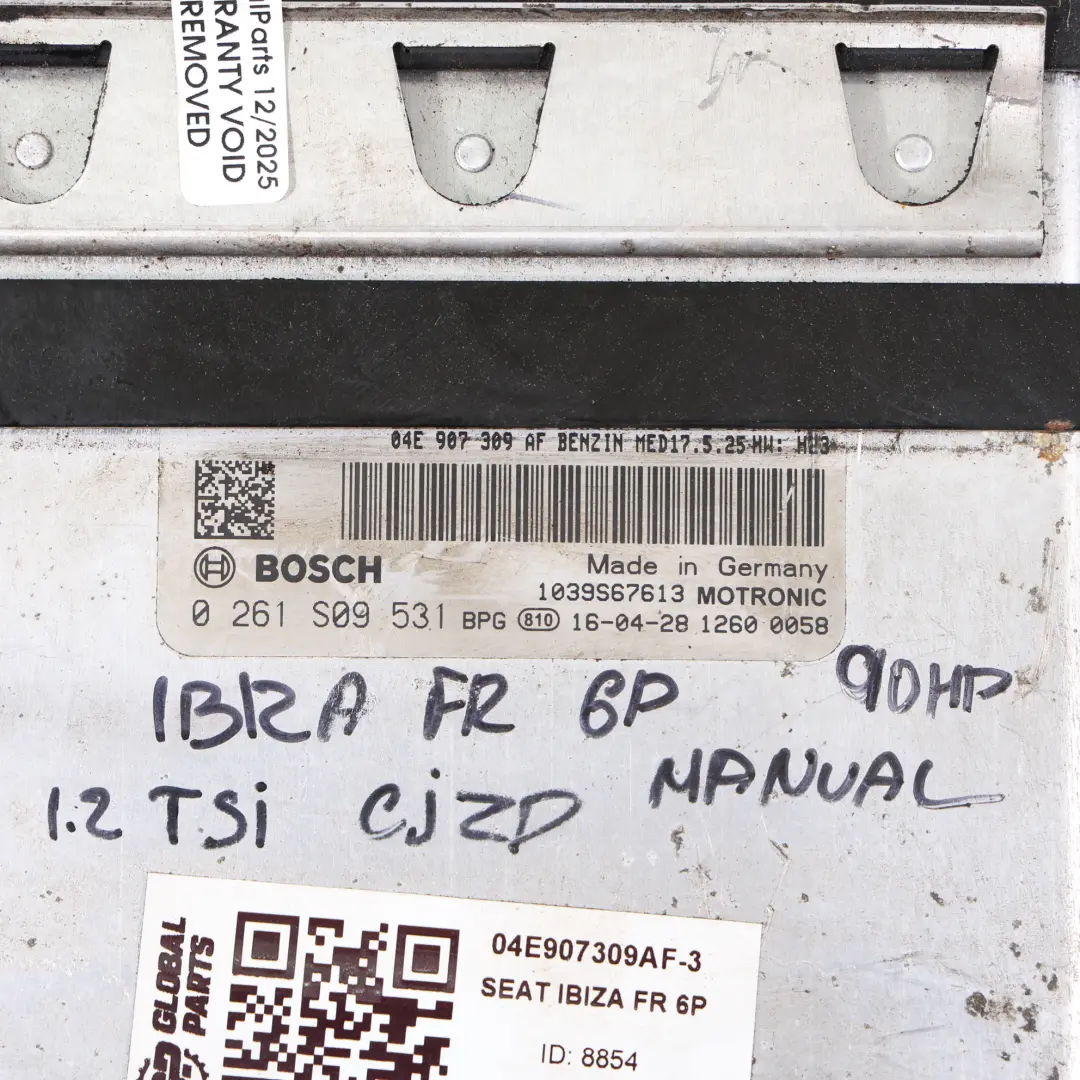 Parts 12/2025
RANTY VOID
REMOVED
04E 907 309 AF BENZIN MED17.5.25 HW: H23
BOSCH
Made in Germany
1039S67613 MOTRONIC
0 261 S09 531 BPG 810 16-04-28 1260 0058
IBIZA FR 6P 90HP
1.2 TSi CJZD MANUAL
GLOBAL
PARTS
04E907309AF-3
SEAT IBIZA FR 6P
ID: 8854